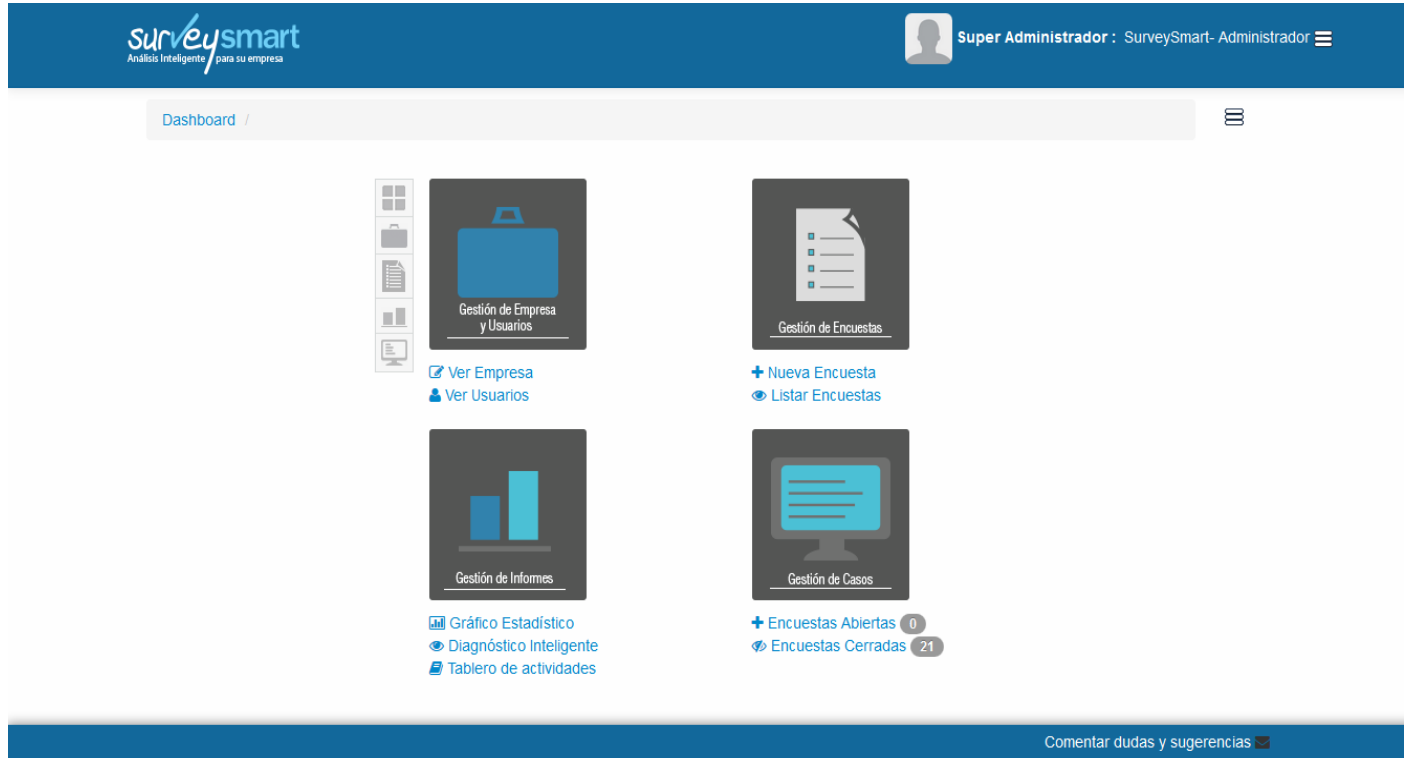 surveysmart
Análisis Inteligente para su empresa
Super Administrador : SurveySmart- Administrador
Dashboard /
Gestión de Empresa
y Usuarios
Ver Empresa
Ver Usuarios
Gestión de Encuestas
Nueva Encuesta
Listar Encuestas
Gestión de Informes
Gráfico Estadístico
Diagnóstico Inteligente
Tablero de actividades
Gestión de Casos
Encuestas Abiertas 0
Encuestas Cerradas 21
Comentar dudas y sugerencias